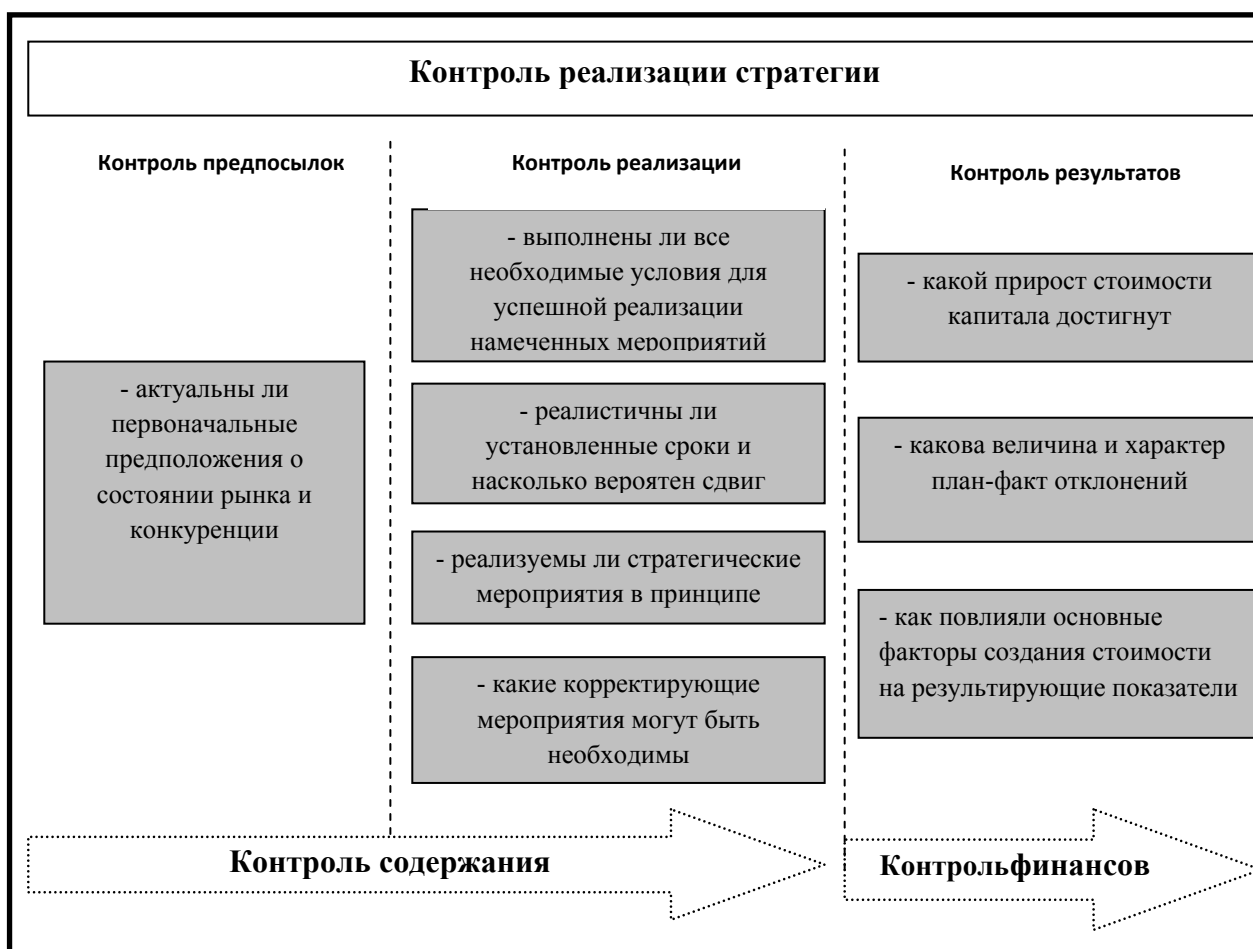 Контроль реализации стратегии
Контроль предпосылок
- актуальны ли
первоначальные
предположения о
состоянии рынка и
конкуренции
Контроль реализации
- выполнены ли все
необходимые условия для
успешной реализации
намеченных мероприятий
- реалистичны ли
установленные сроки и
насколько вероятен сдвиг
- реализуемы ли стратегические
мероприятия в принципе
- какие корректирующие
мероприятия могут быть
необходимы
Контроль результатов
- какой прирост стоимости
капитала достигнут
- какова величина и характер
план-факт отклонений
- как повлияли основные
факторы создания стоимости
на результирующие показатели
Контроль содержания
Контрольфинансов